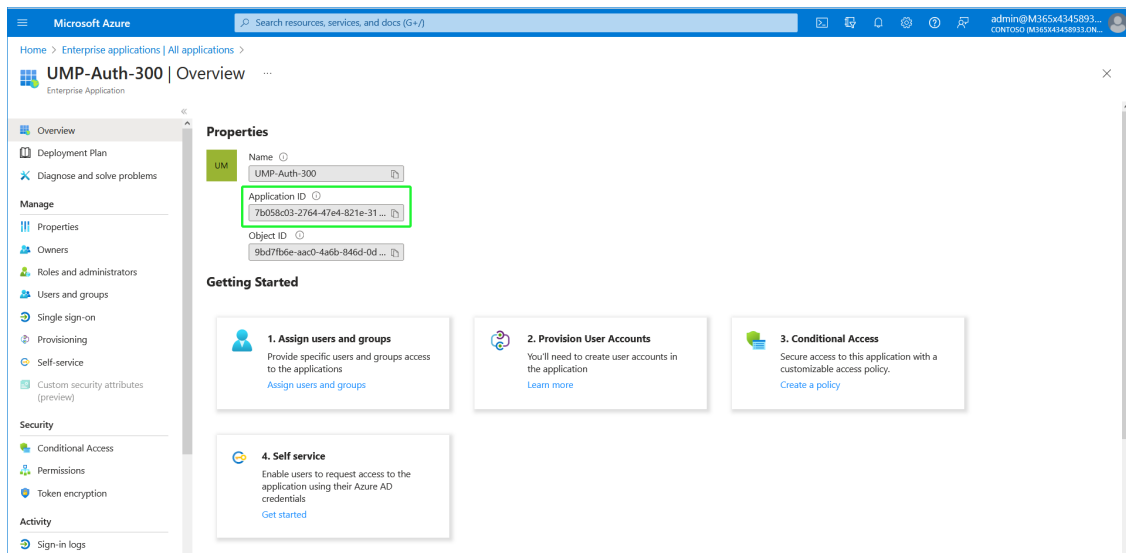 Microsoft Azure
Search resources, services, and docs (G+/)
admin@M365x4345893...
CONTOSO (M365X43458933.ON...
Home > Enterprise applications | All applications >
UMP-Auth-300 | Overview ...
Enterprise Application
«
Overview
Deployment Plan
Diagnose and solve problems
Manage
Properties
Owners
Roles and administrators
Users and groups
Single sign-on
Provisioning
Self-service
Custom security attributes
(preview)
Security
Conditional Access
Permissions
Token encryption
Activity
Sign-in logs
Properties
UM
Name
UMP-Auth-300
Application ID
7b058c03-2764-47e4-821e-31 ...
Object ID
9bd7fb6e-aac0-4a6b-846d-0d ...
Getting Started
1. Assign users and groups
Provide specific users and groups access
to the applications
Assign users and groups
2. Provision User Accounts
You'll need to create user accounts in
the application
Learn more
3. Conditional Access
Secure access to this application with a
customizable access policy.
Create a policy
4. Self service
Enable users to request access to the
application using their Azure AD
credentials
Get started